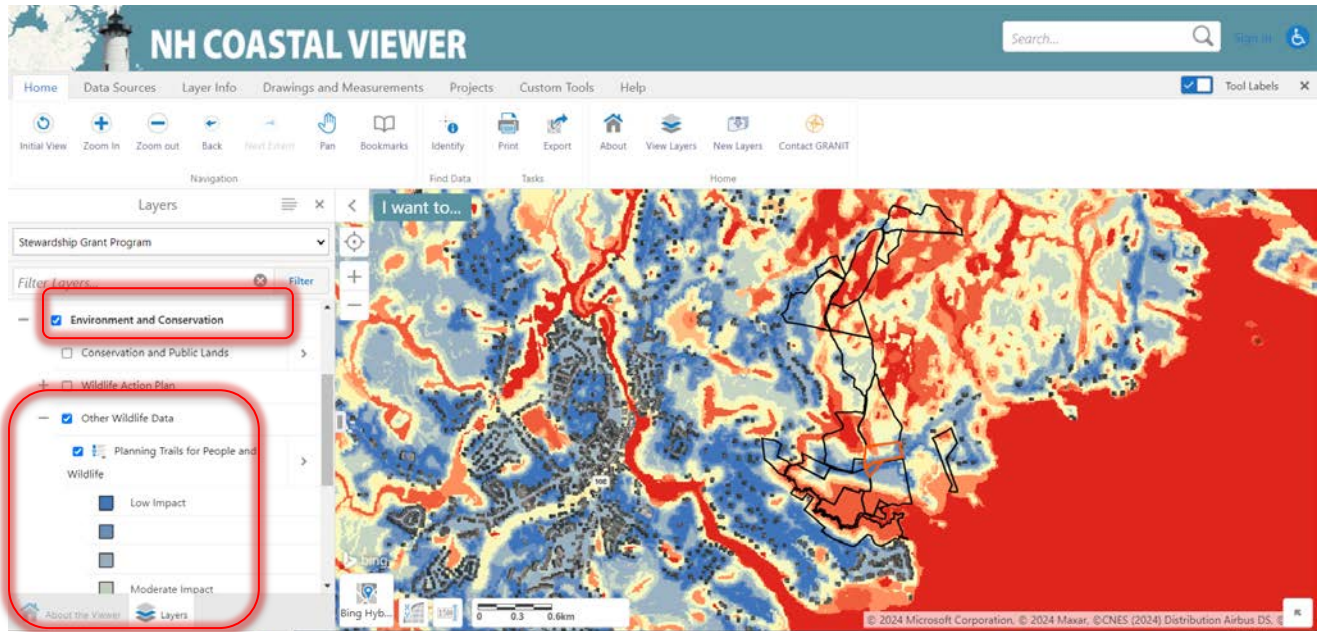 NH COASTAL VIEWER
Search...
Sign in
Home Data Sources Layer Info Drawings and Measurements Projects Custom Tools Help
Tool Labels
Initial View Zoom In Zoom out Back Next Extent Pan Bookmarks Identify Print Export About View Layers New Layers Contact GRANIT
Navigation Find Data Tasks Home
Layers
I want to...
Stewardship Grant Program
Filter Layers... Filter
Environment and Conservation
Conservation and Public Lands
Wildlife Action Plan
Other Wildlife Data
Planning Trails for People and
Wildlife
Low Impact
Moderate Impact
108
bing
About the Viewer Layers
Bing Hyb...
0 0.3 0.6km
© 2024 Microsoft Corporation, © 2024 Maxar, ©CNES (2024) Distribution Airbus DS, ©